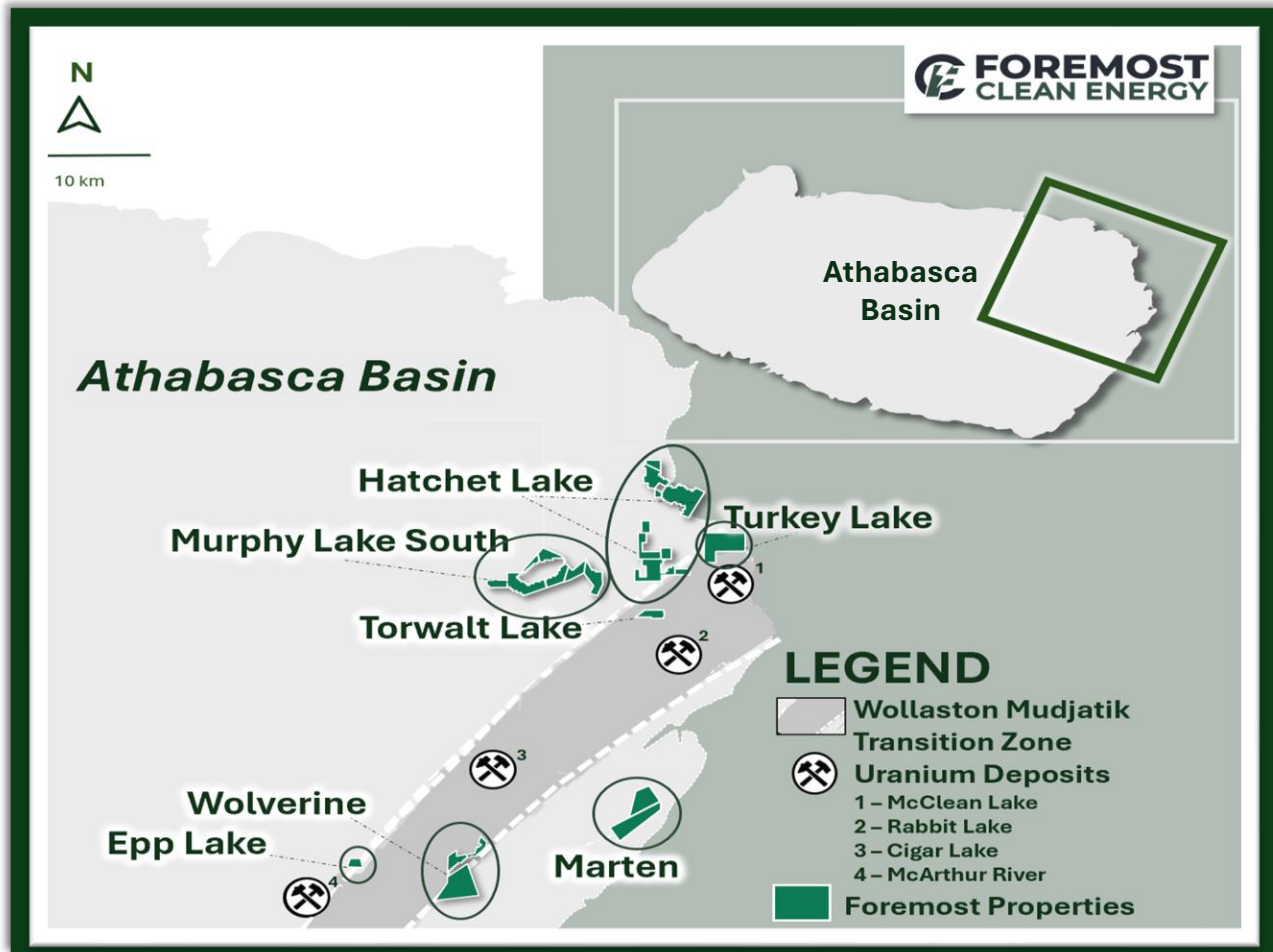 N
10 km
FOREMOST
CLEAN ENERGY
Athabasca
Basin
Athabasca Basin
Hatchet Lake
Turkey Lake
Murphy Lake South
1
Torwalt Lake
2
3
Wolverine
Epp Lake
4
Marten
LEGEND
Wollaston Mudjatik
Transition Zone
Uranium Deposits
1 – McClean Lake
2 – Rabbit Lake
3 – Cigar Lake
4 – McArthur River
Foremost Properties